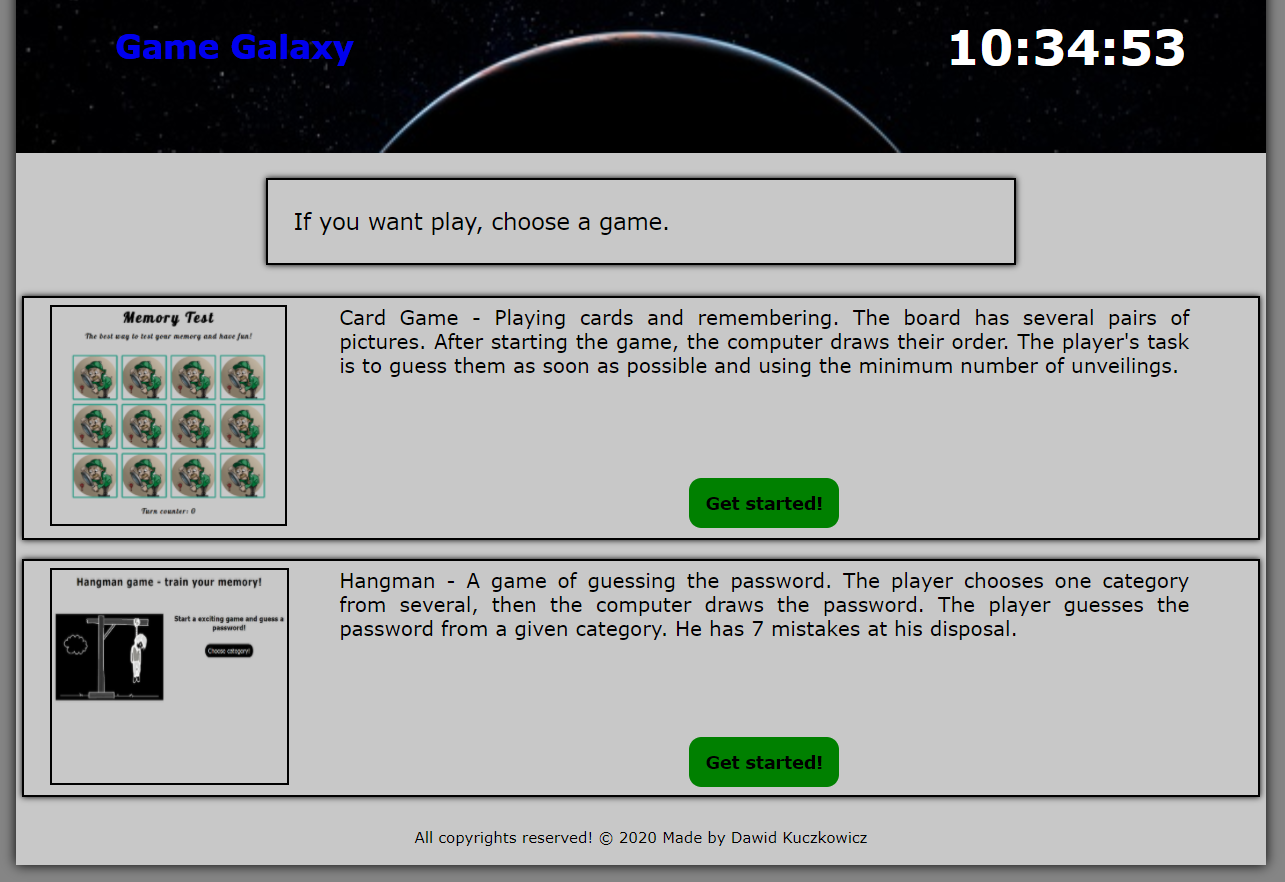 Game Galaxy
10:34:53
If you want play, choose a game.
Memory Test
The best way to test your memory and have fun!
Turn counter: 0
Card Game - Playing cards and remembering. The board has several pairs of
pictures. After starting the game, the computer draws their order. The player's task
is to guess them as soon as possible and using the minimum number of unveilings.
Get started!
Hangman game - train your memory!
Start a exciting game and guess a
password!
Choose category!
Hangman - A game of guessing the password. The player chooses one category
from several, then the computer draws the password. The player guesses the
password from a given category. He has 7 mistakes at his disposal.
Get started!
All copyrights reserved! © 2020 Made by Dawid Kuczkowicz